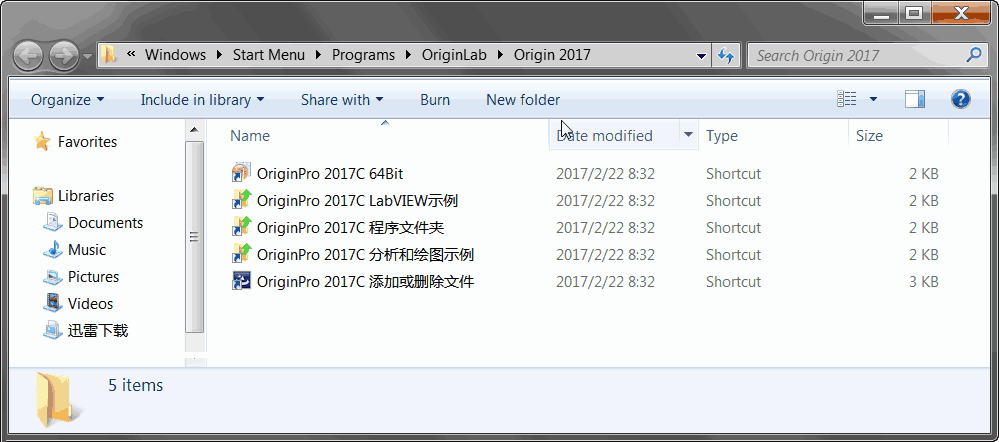 « Windows ▸ Start Menu ▸ Programs ▸ OriginLab ▸ Origin 2017
Search Origin 2017
Organize Include in library Share with Burn New folder
Name Date modified Type Size
Favorites
Libraries
Documents
Music
Pictures
Videos
迅雷下载
OriginPro 2017C 64Bit 2017/2/22 8:32 Shortcut 2 KB
OriginPro 2017C LabVIEW示例 2017/2/22 8:32 Shortcut 2 KB
OriginPro 2017C 程序文件夹 2017/2/22 8:32 Shortcut 2 KB
OriginPro 2017C 分析和绘图示例 2017/2/22 8:32 Shortcut 2 KB
OriginPro 2017C 添加或删除文件 2017/2/22 8:32 Shortcut 3 KB
5 items